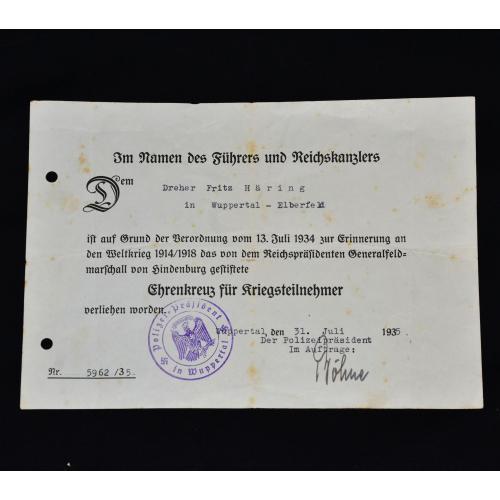 Im Namen des Führers und Reichskanzlers
Dem
Dreher Fritz Häring
in Wuppertal - Elberfeld
ist auf Grund der Verordnung vom 13. Juli 1934 zur Erinnerung an
den Weltkrieg 1914/1918 das von dem Reichspräsidenten Generalfeld-
marschall von Hindenburg gestiftete
Ehrenkreuz für Kriegsteilnehmer
verliehen worden.
Polizei-Präsident
in Wuppertal
Wuppertal, den 31. Juli 1935
Der Polizeipräsident
Im Auftrage:
Nr. 5962 /35.